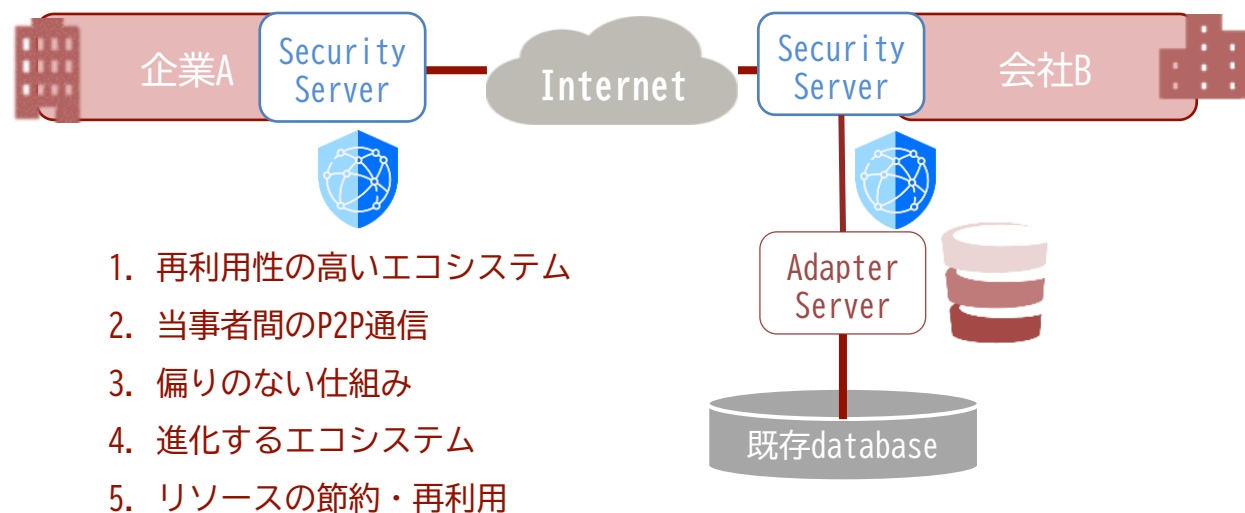 企業A
Security
Server
Internet
Security
Server
会社B
Adapter
Server
既存database
1. 再利用性の高いエコシステム
2. 当事者間のP2P通信
3. 偏りのない仕組み
4. 進化するエコシステム
5. リソースの節約・再利用